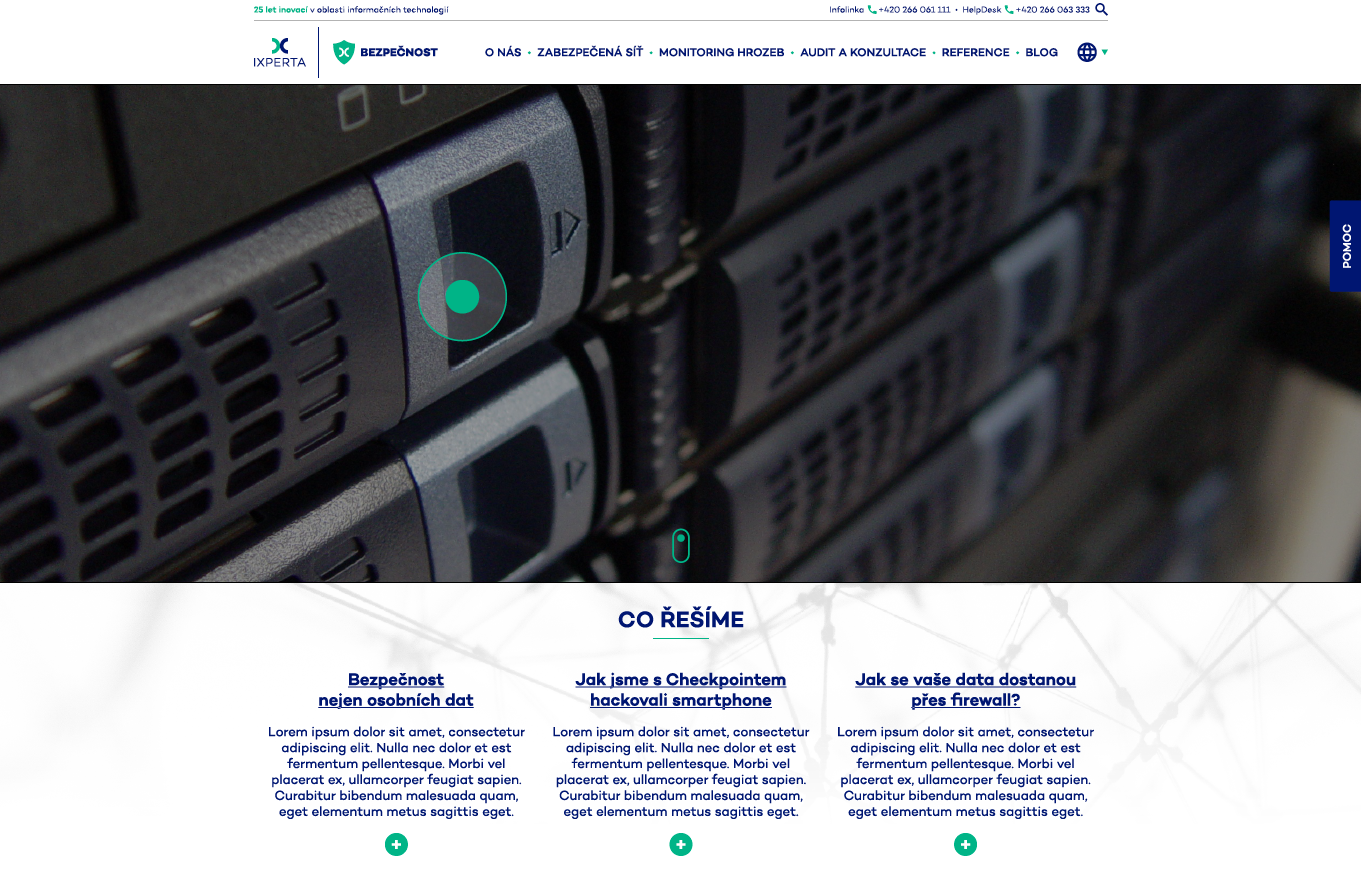 25 let inovací v oblasti informačních technologií
Infolinka +420 266 061 111 • HelpDesk +420 266 063 333
IXPERTA
BEZPEČNOST
O NÁS • ZABEZPEČENÁ SÍŤ • MONITORING HROZEB • AUDIT A KONZULTACE • REFERENCE • BLOG
POMOC
CO ŘEŠÍME
Bezpečnost
nejen osobních dat
Lorem ipsum dolor sit amet, consectetur
adipiscing elit. Nulla nec dolor et est
fermentum pellentesque. Morbi vel
placerat ex, ullamcorper feugiat sapien.
Curabitur bibendum malesuada quam,
eget elementum metus sagittis eget.
Jak jsme s Checkpointem
hackovali smartphone
Lorem ipsum dolor sit amet, consectetur
adipiscing elit. Nulla nec dolor et est
fermentum pellentesque. Morbi vel
placerat ex, ullamcorper feugiat sapien.
Curabitur bibendum malesuada quam,
eget elementum metus sagittis eget.
Jak se vaše data dostanou
přes firewall?
Lorem ipsum dolor sit amet, consectetur
adipiscing elit. Nulla nec dolor et est
fermentum pellentesque. Morbi vel
placerat ex, ullamcorper feugiat sapien.
Curabitur bibendum malesuada quam,
eget elementum metus sagittis eget.